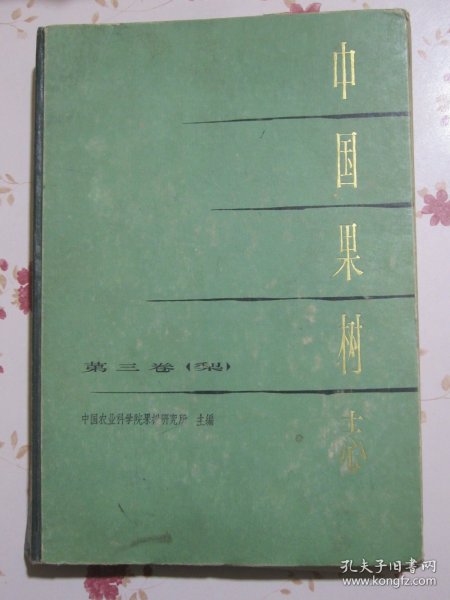 中国果树志
第三卷（梨）
中国农业科学院果树研究所 主编
孔夫子旧书网
www.kongfz.com